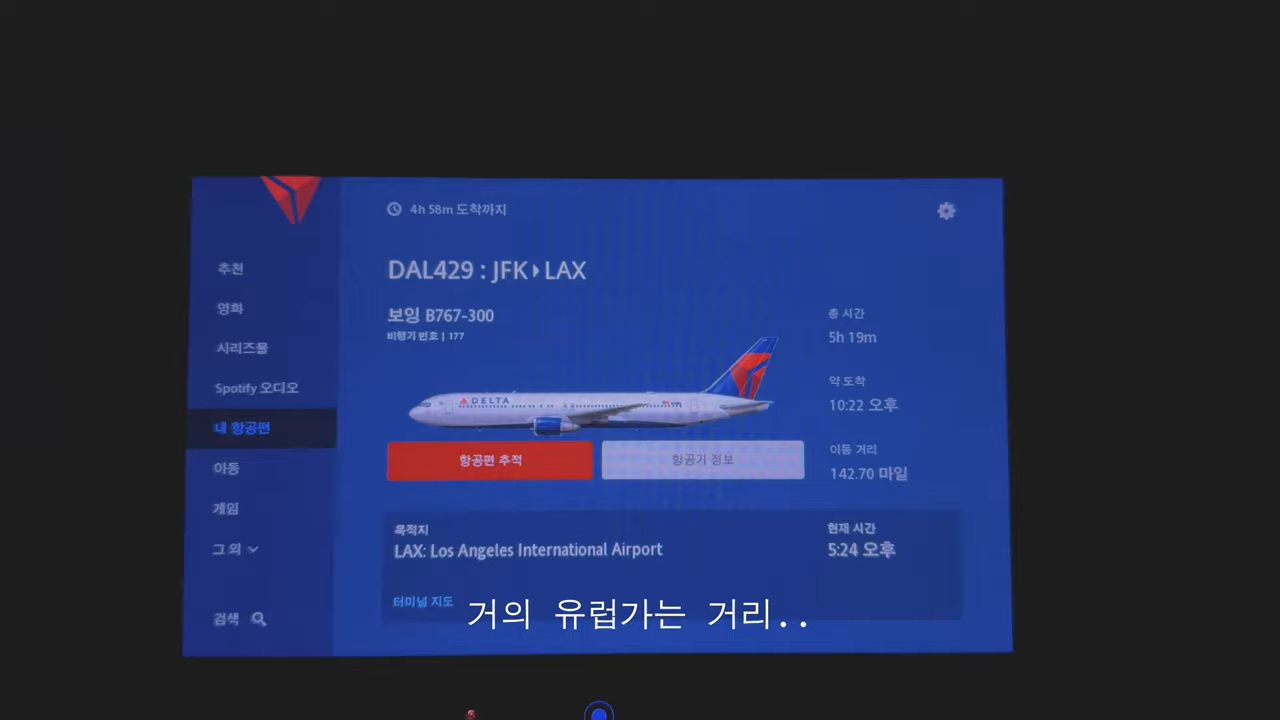 4h 58m 도착까지
DAL429 : JFK▸LAX
보잉 B767-300
비행기 번호 | 177
DELTA
총 시간
5h 19m
약 도착
10:22 오후
이동 거리
142.70 마일
항공편 추적
항공기 정보
목적지
LAX: Los Angeles International Airport
현재 시간
5:24 오후
터미널 지도
추천
영화
시리즈물
Spotify 오디오
내 항공편
아동
게임
그 외
검색
거의 유럽가는 거리..